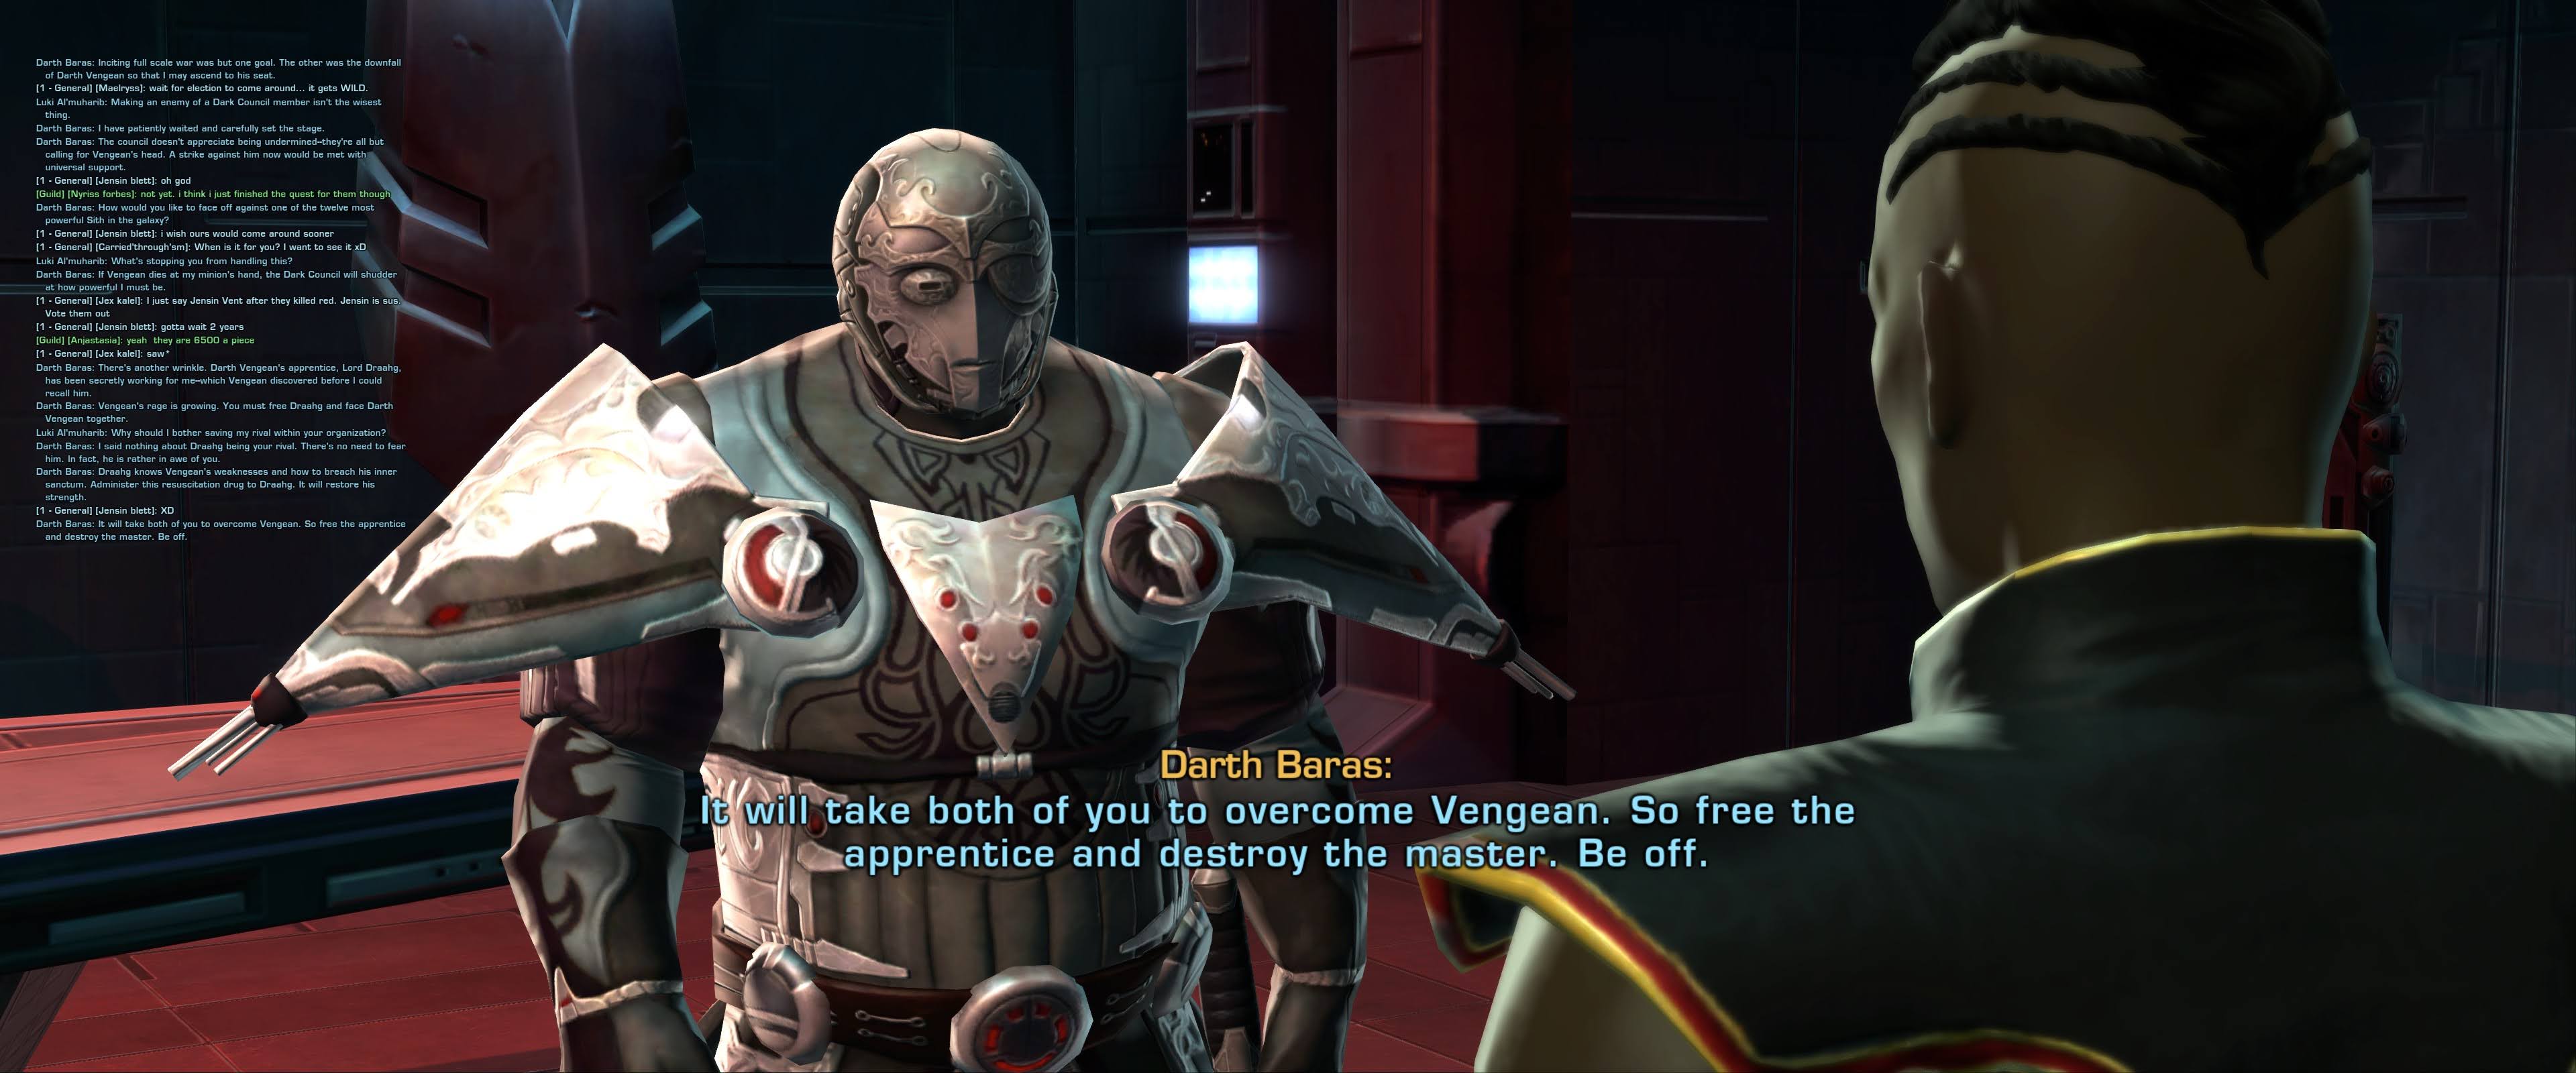 Darth Baras: Inciting full scale war was but one goal. The other was the downfall
of Darth Vengean so that I may ascend to his seat.
[1 - General] [Maelryss]: wait for election to come around... it gets WILD.
Luki Al'muharib: Making an enemy of a Dark Council member isn't the wisest
thing.
Darth Baras: I have patiently waited and carefully set the stage.
Darth Baras: The council doesn't appreciate being undermined–they're all but
calling for Vengean's head. A strike against him now would be met with
universal support.
[1 - General] [Jensin blett]: oh god
[Guild] [Nyriss forbes]: not yet. i think i just finished the quest for them though
Darth Baras: How would you like to face off against one of the twelve most
powerful Sith in the galaxy?
[1 - General] [Jensin blett]: i wish ours would come around sooner
[1 - General] [Carried'through'sm]: When is it for you? I want to see it xD
Luki Al'muharib: What's stopping you from handling this?
Darth Baras: If Vengean dies at my minion's hand, the Dark Council will shudder
at how powerful I must be.
[1 - General] [Jex kalel]: I just say Jensin Vent after they killed red. Jensin is sus.
Vote them out
[1 - General] [Jensin blett]: gotta wait 2 years
[Guild] [Anjastasia]: yeah  they are 6500 a piece
[1 - General] [Jex kalel]: saw*
Darth Baras: There's another wrinkle. Darth Vengean's apprentice, Lord Draahg,
has been secretly working for me–which Vengean discovered before I could
recall him.
Darth Baras: Vengean's rage is growing. You must free Draahg and face Darth
Vengean together.
Luki Al'muharib: Why should I bother saving my rival within your organization?
Darth Baras: I said nothing about Draahg being your rival. There's no need to fear
him. In fact, he is rather in awe of you.
Darth Baras: Draahg knows Vengean's weaknesses and how to breach his inner
sanctum. Administer this resuscitation drug to Draahg. It will restore his
strength.
[1 - General] [Jensin blett]: XD
Darth Baras: It will take both of you to overcome Vengean. So free the apprentice
and destroy the master. Be off.
Darth Baras:
It will take both of you to overcome Vengean. So free the
apprentice and destroy the master. Be off.